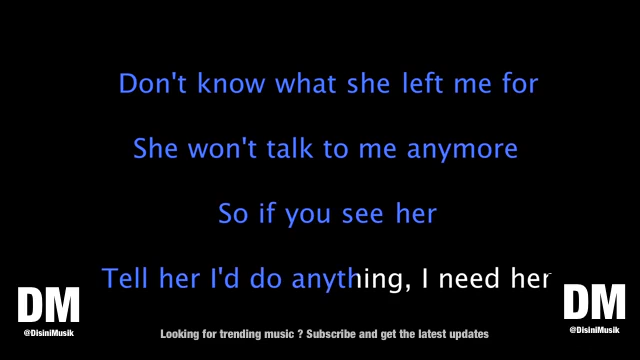 Don't know what she left me for
She won't talk to me anymore
So if you see her
Tell her I'd do anything, I need her
DM
@DisiniMusik
DM
@DisiniMusik
Looking for trending music ? Subscribe and get the latest updates